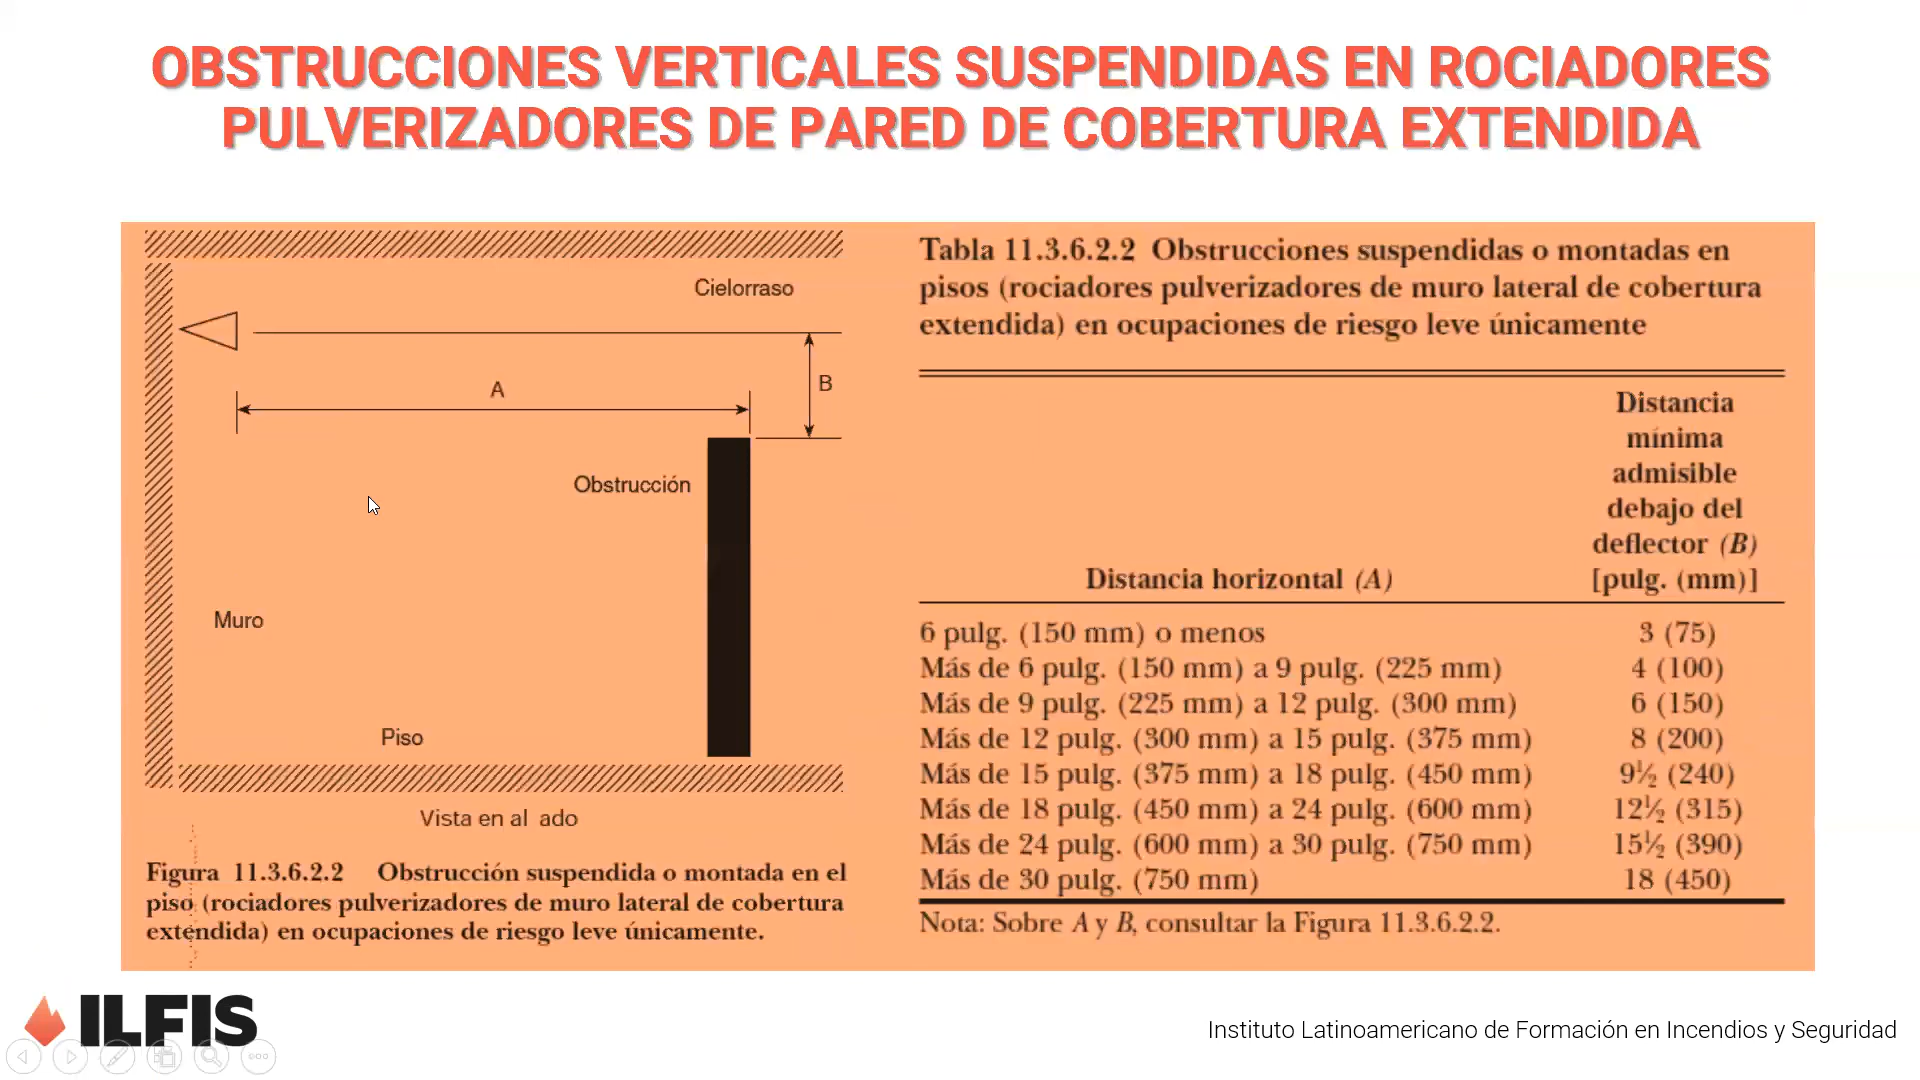 OBSTRUCCIONES VERTICALES SUSPENDIDAS EN ROCIADORES
PULVERIZADORES DE PARED DE COBERTURA EXTENDIDA
Cielorraso
A
B
Obstrucción
Muro
Piso
Vista en al ado
Figura 11.3.6.2.2 Obstrucción suspendida o montada en el
piso (rociadores pulverizadores de muro lateral de cobertura
extendida) en ocupaciones de riesgo leve únicamente.
Tabla 11.3.6.2.2 Obstrucciones suspendidas o montadas en
pisos (rociadores pulverizadores de muro lateral de cobertura
extendida) en ocupaciones de riesgo leve únicamente
Distancia
mínima
admisible
debajo del
deflector (B)
Distancia horizontal (A) [pulg. (mm)]
6 pulg. (150 mm) o menos 3 (75)
Más de 6 pulg. (150 mm) a 9 pulg. (225 mm) 4 (100)
Más de 9 pulg. (225 mm) a 12 pulg. (300 mm) 6 (150)
Más de 12 pulg. (300 mm) a 15 pulg. (375 mm) 8 (200)
Más de 15 pulg. (375 mm) a 18 pulg. (450 mm) 9½ (240)
Más de 18 pulg. (450 mm) a 24 pulg. (600 mm) 12½ (315)
Más de 24 pulg. (600 mm) a 30 pulg. (750 mm) 15½ (390)
Más de 30 pulg. (750 mm) 18 (450)
Nota: Sobre A y B, consultar la Figura 11.3.6.2.2.
ILFIS
Instituto Latinoamericano de Formación en Incendios y Seguridad